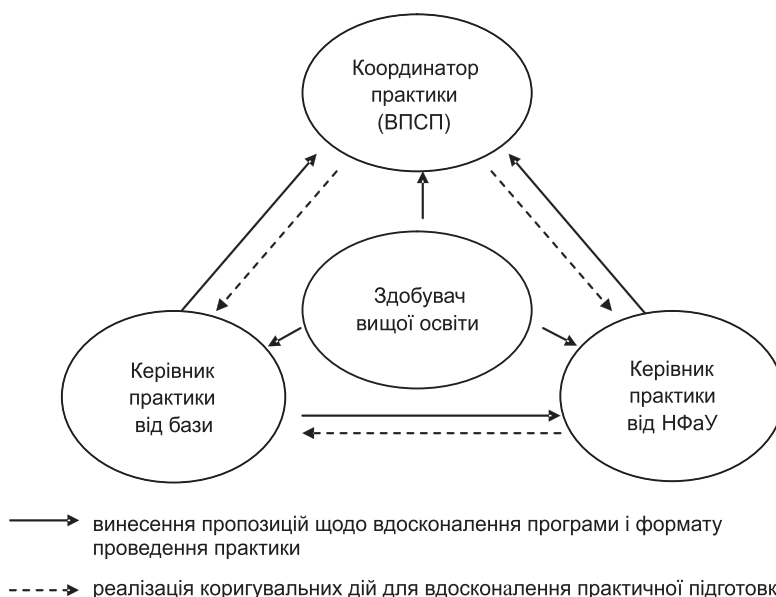 Координатор
практики
(ВПСП)
Здобувач
вищої освіти
Керівник
практики
від бази
Керівник
практики
від НФаУ
винесення пропозицій щодо вдосконалення програми і формату
проведення практики
реалізація коригувальних дій для вдосконалення практичної підготовк